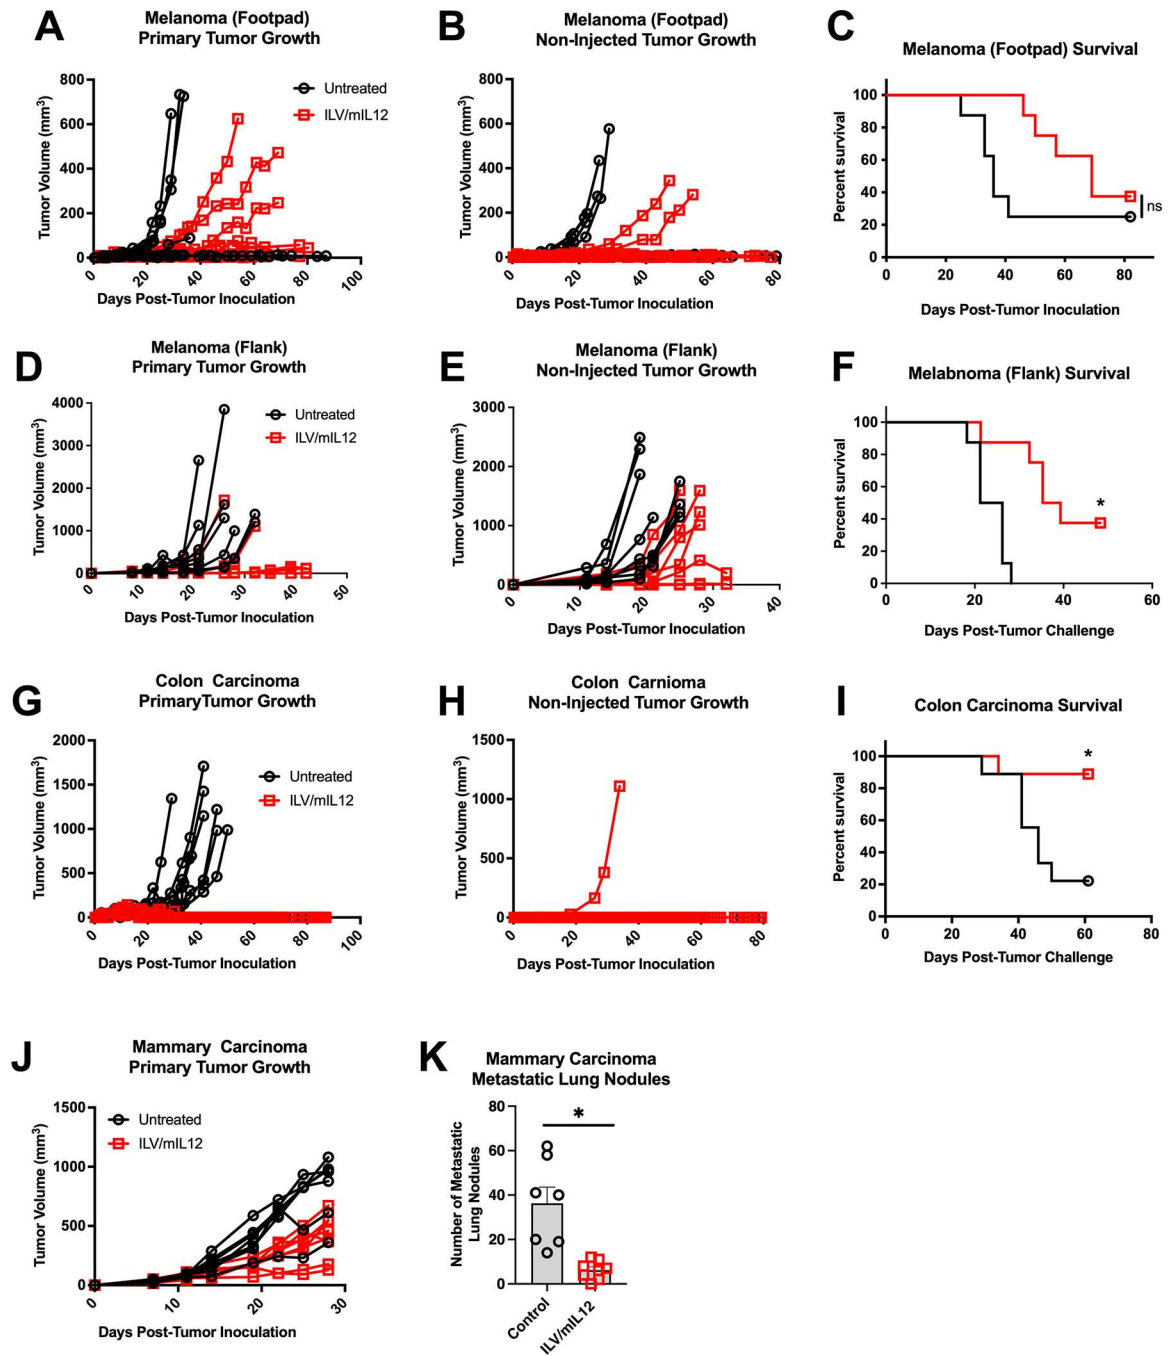 A
Melanoma (Footpad)
Primary Tumor Growth
Tumor Volume (mm³)
800
600
400
200
0
0 20 40 60 80 100
Days Post-Tumor Inoculation
Untreated
ILV/mIL12
B
Melanoma (Footpad)
Non-Injected Tumor Growth
Tumor Volume (mm³)
800
600
400
200
0
0 20 40 60 80
Days Post-Tumor Inoculation
C
Melanoma (Footpad) Survival
Percent survival
100
80
60
40
20
0
ns
0 20 40 60 80
Days Post-Tumor Inoculation
D
Melanoma (Flank)
Primary Tumor Growth
Tumor Volume (mm³)
4000
3000
2000
1000
0
0 10 20 30 40 50
Days Post-Tumor Inoculation
Untreated
ILV/mIL12
E
Melanoma (Flank)
Non-Injected Tumor Growth
Tumor Volume (mm³)
3000
2000
1000
0
0 10 20 30 40
Days Post-Tumor Inoculation
F
Melabnoma (Flank) Survival
Percent survival
100
80
60
40
20
0
*
0 20 40 60
Days Post-Tumor Challenge
G
Colon Carcinoma
PrimaryTumor Growth
Tumor Volume (mm³)
2000
1500
1000
500
0
0 20 40 60 80 100
Days Post-Tumor Inoculation
Untreated
ILV/mIL12
H
Colon Carnioma
Non-Injected Tumor Growth
Tumor Volume (mm³)
1500
1000
500
0
0 20 40 60 80
Days Post-Tumor Inoculation
I
Colon Carcinoma Survival
Percent survival
100
80
60
40
20
0
*
0 20 40 60 80
Days Post-Tumor Challenge
J
Mammary Carcinoma
Primary Tumor Growth
Tumor Volume (mm³)
1500
1000
500
0
0 10 20 30
Days Post-Tumor Inoculation
Untreated
ILV/mIL12
K
Mammary Carcinoma
Metastatic Lung Nodules
Number of Metastatic
Lung Nodules
80
60
40
20
0
*
Control
ILV/mIL12